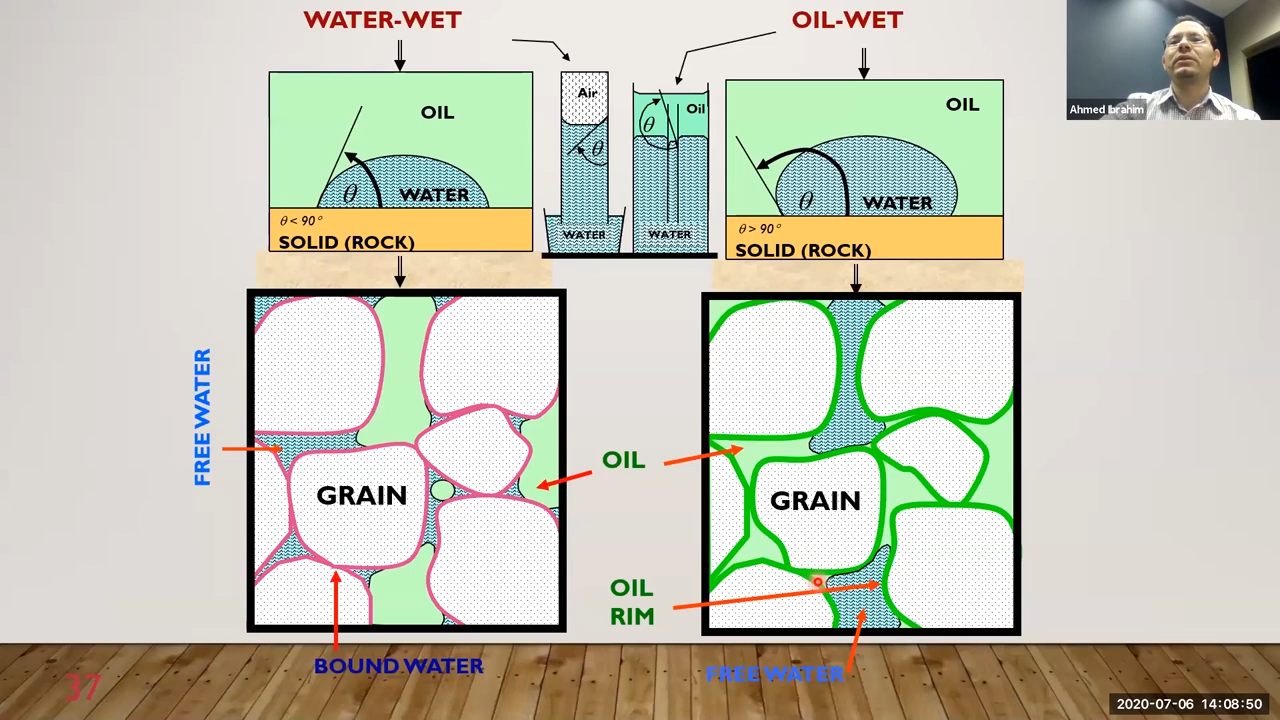 WATER-WET
OIL-WET
Ahmed Ibrahim
OIL
θ
WATER
θ < 90°
SOLID (ROCK)
Air
θ
WATER
Oil
θ
WATER
OIL
θ
WATER
θ > 90°
SOLID (ROCK)
FREE WATER
GRAIN
BOUND WATER
OIL
OIL
RIM
GRAIN
FREE WATER
37
2020-07-06 14:08:50